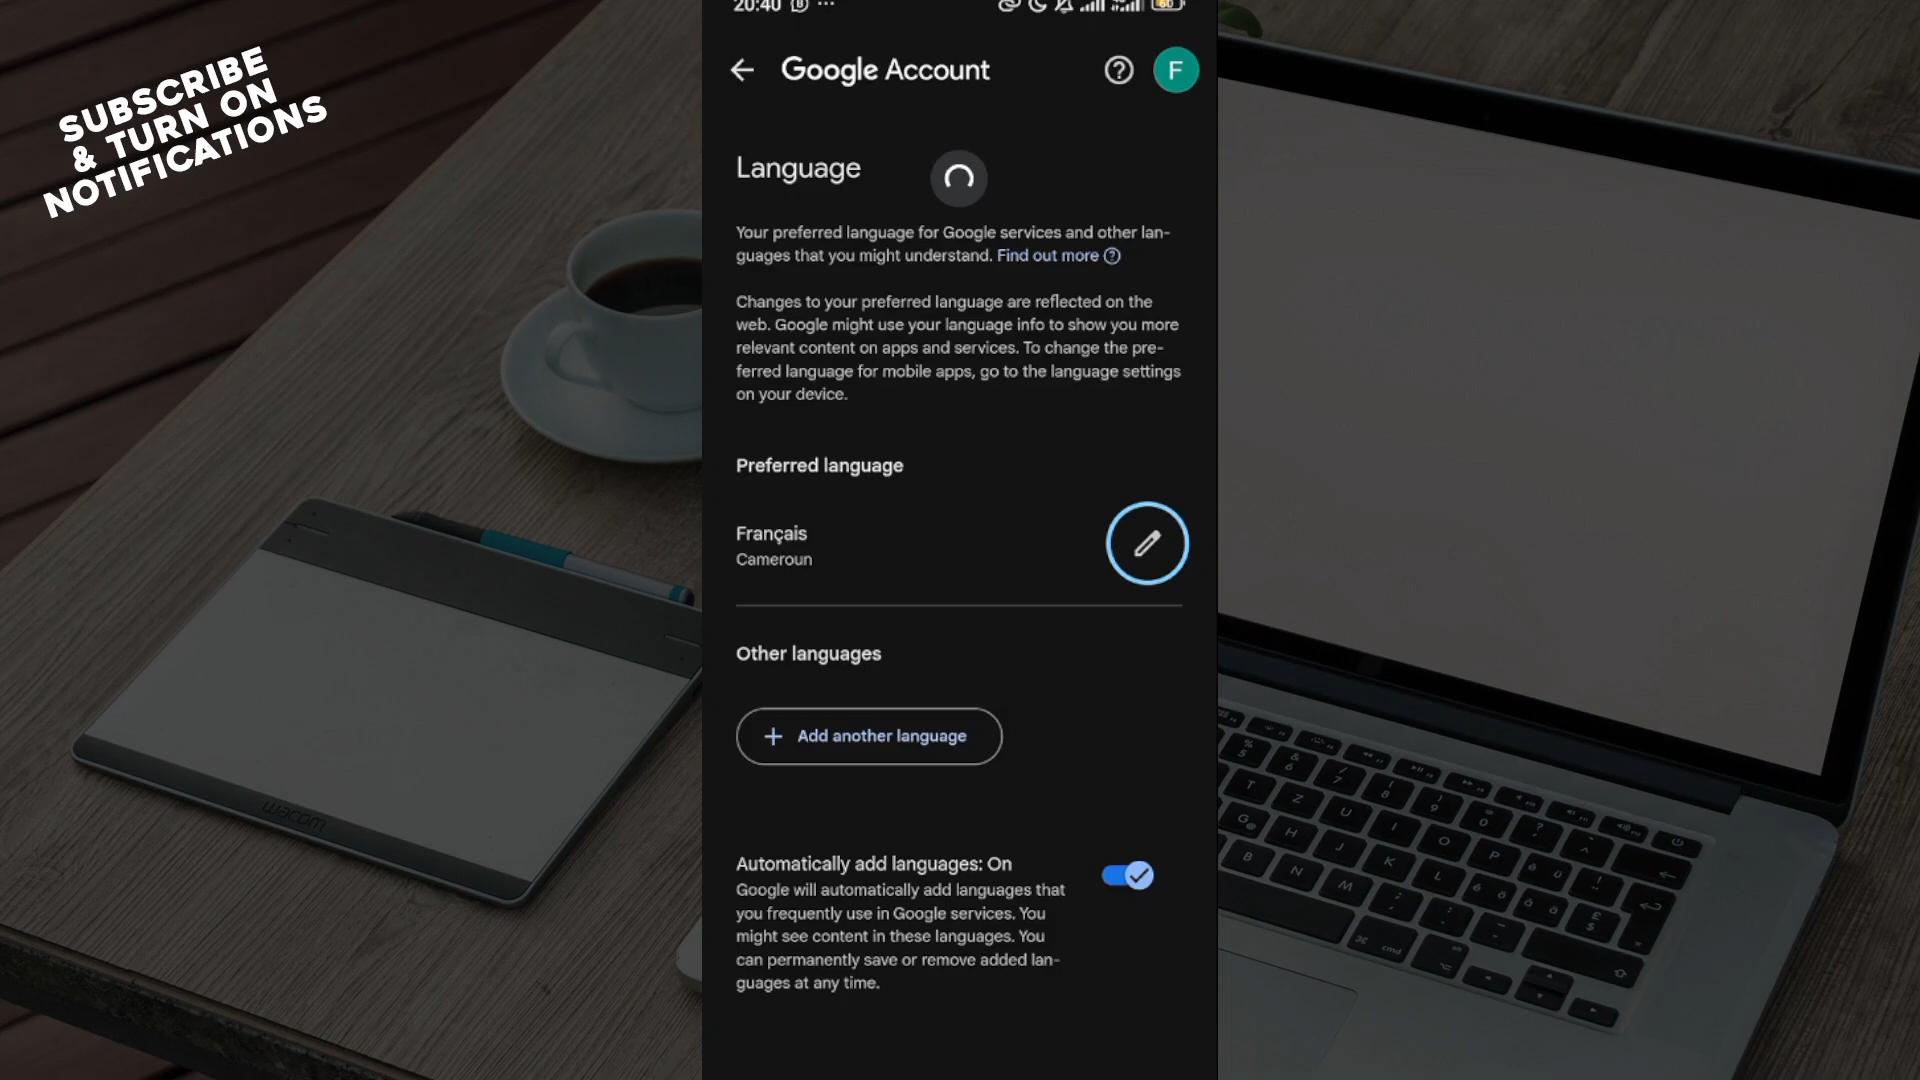 SUBSCRIBE
& TURN ON
NOTIFICATIONS
20:40
60
Google Account
F
Language
Your preferred language for Google services and other lan-
guages that you might understand. Find out more
Changes to your preferred language are reflected on the
web. Google might use your language info to show you more
relevant content on apps and services. To change the pre-
ferred language for mobile apps, go to the language settings
on your device.
Preferred language
Français
Cameroun
Other languages
+ Add another language
Automatically add languages: On
Google will automatically add languages that
you frequently use in Google services. You
might see content in these languages. You
can permanently save or remove added lan-
guages at any time.
wacom